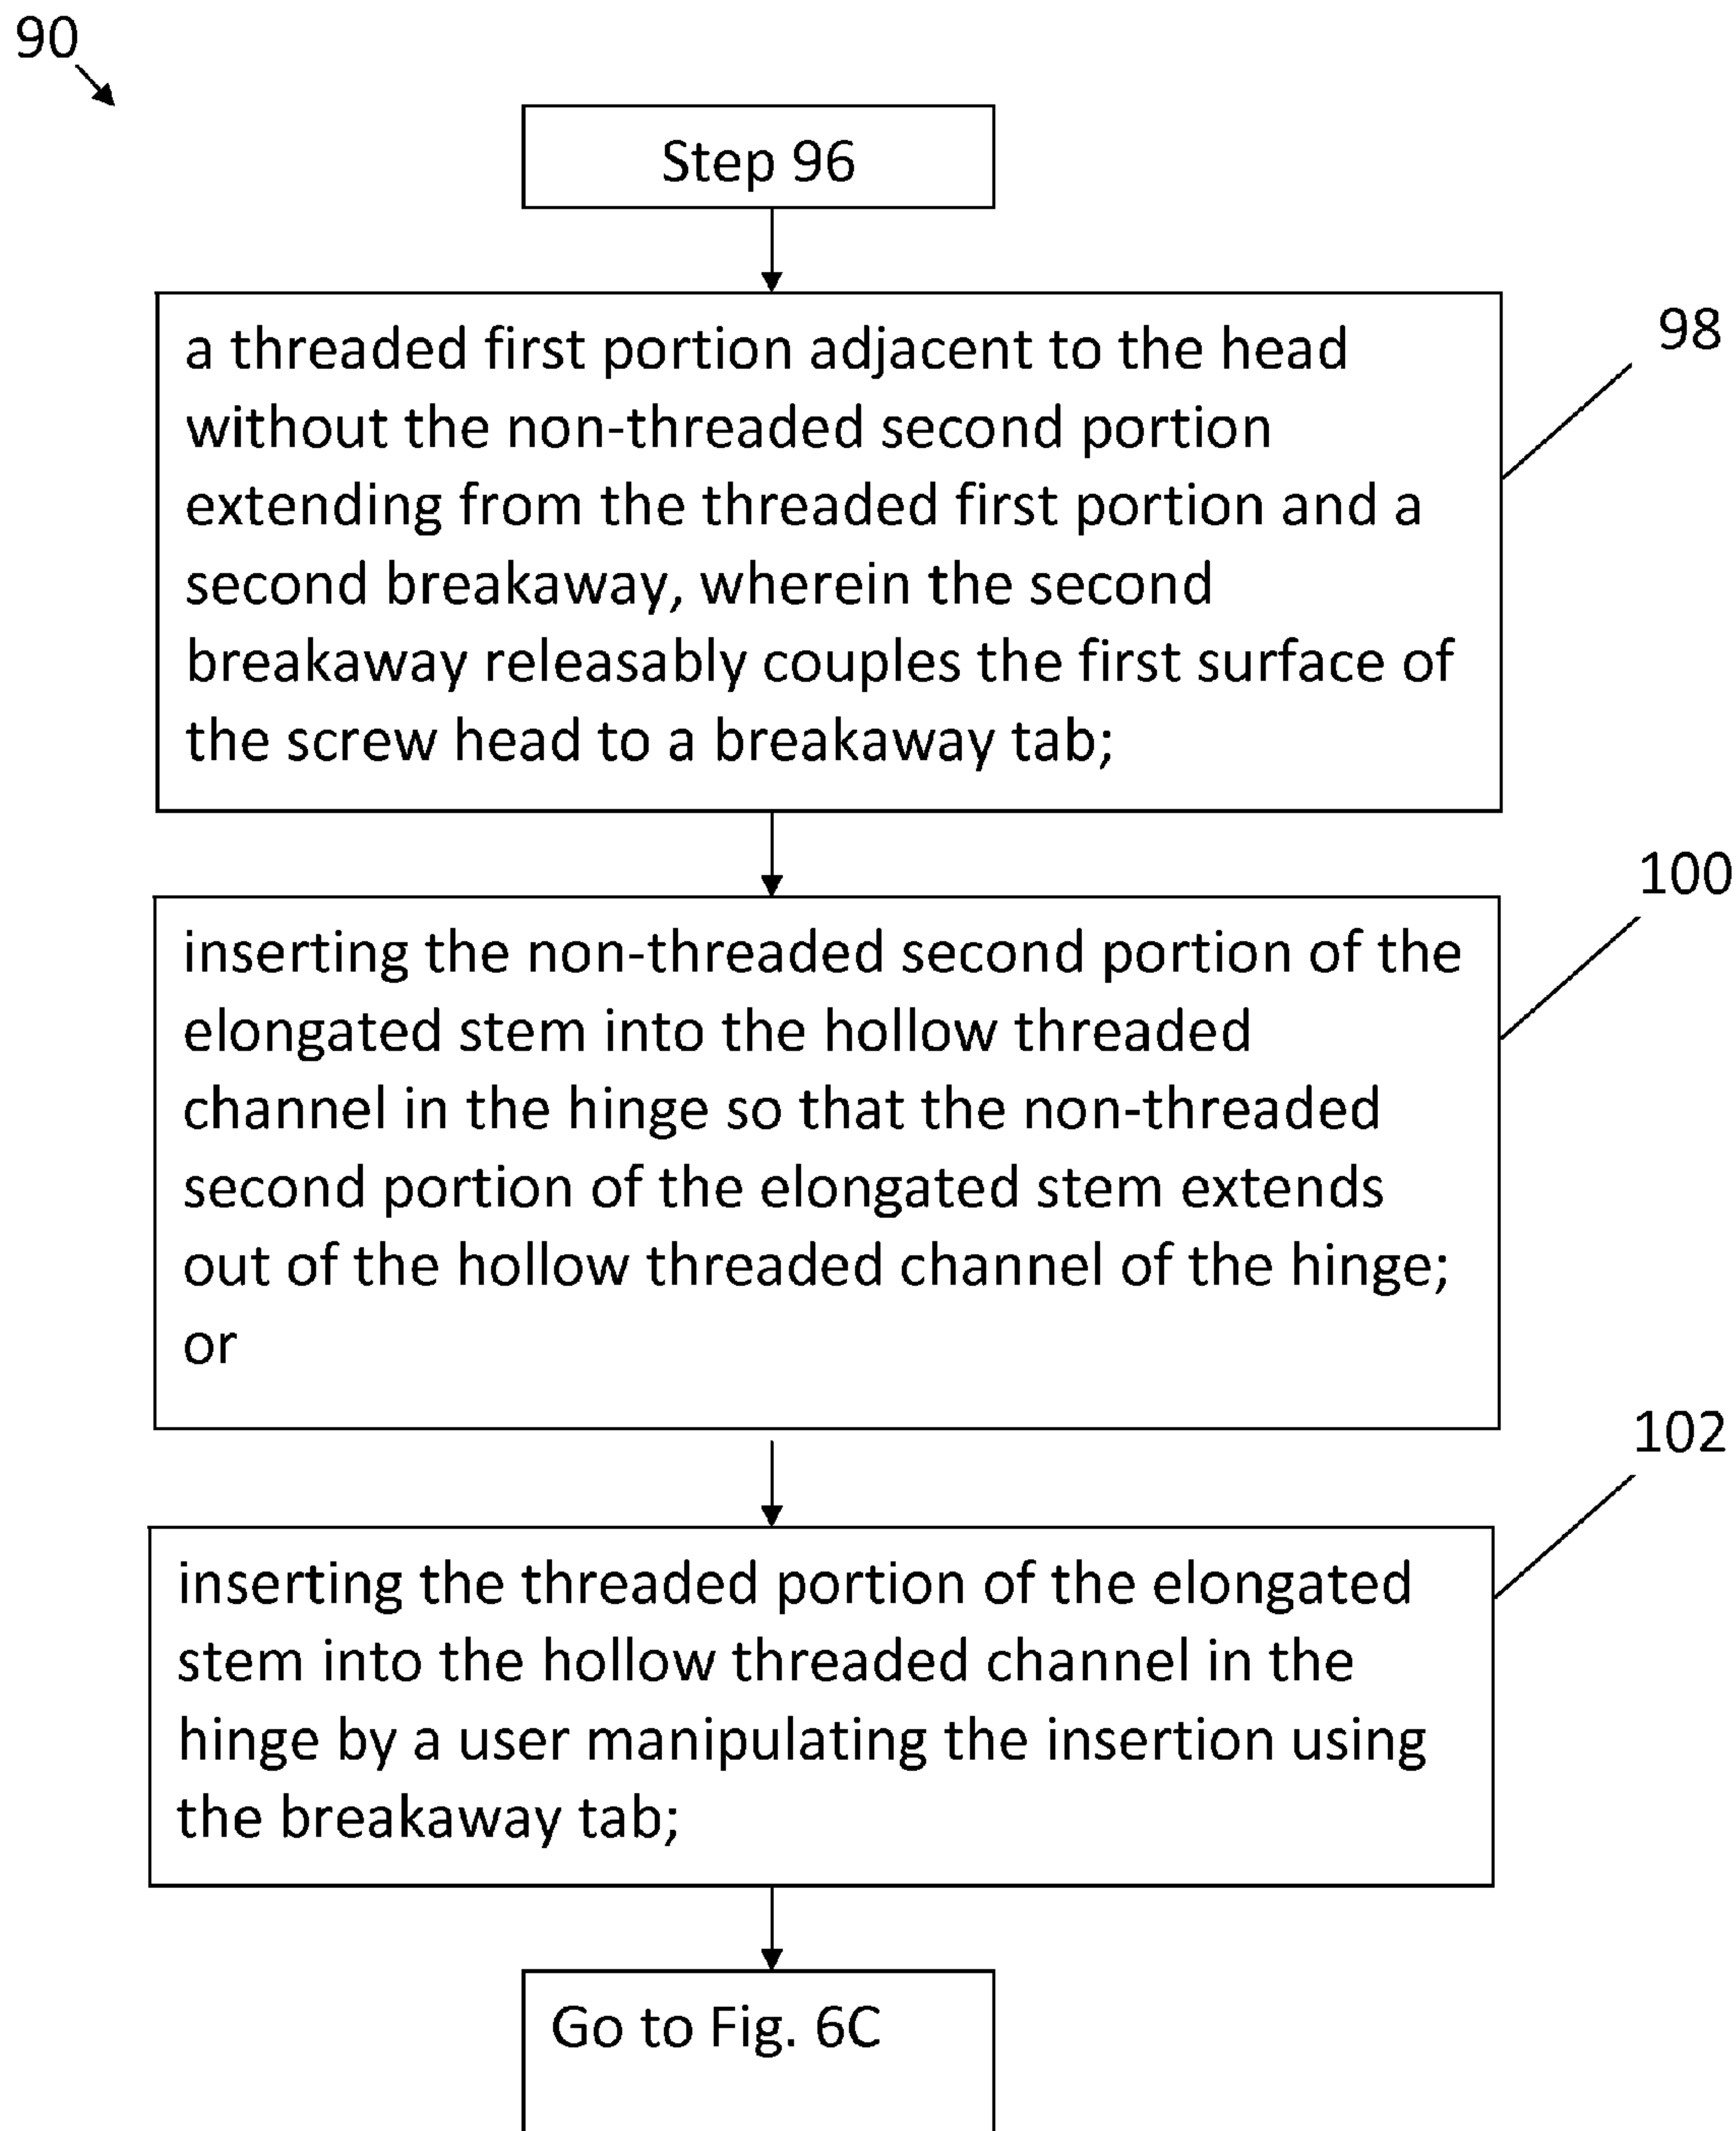 90
Step 96
a threaded first portion adjacent to the head
without the non-threaded second portion
extending from the threaded first portion and a
second breakaway, wherein the second
breakaway releasably couples the first surface of
the screw head to a breakaway tab;
98
inserting the non-threaded second portion of the
elongated stem into the hollow threaded
channel in the hinge so that the non-threaded
second portion of the elongated stem extends
out of the hollow threaded channel of the hinge;
or
100
inserting the threaded portion of the elongated
stem into the hollow threaded channel in the
hinge by a user manipulating the insertion using
the breakaway tab;
102
Go to Fig. 6C